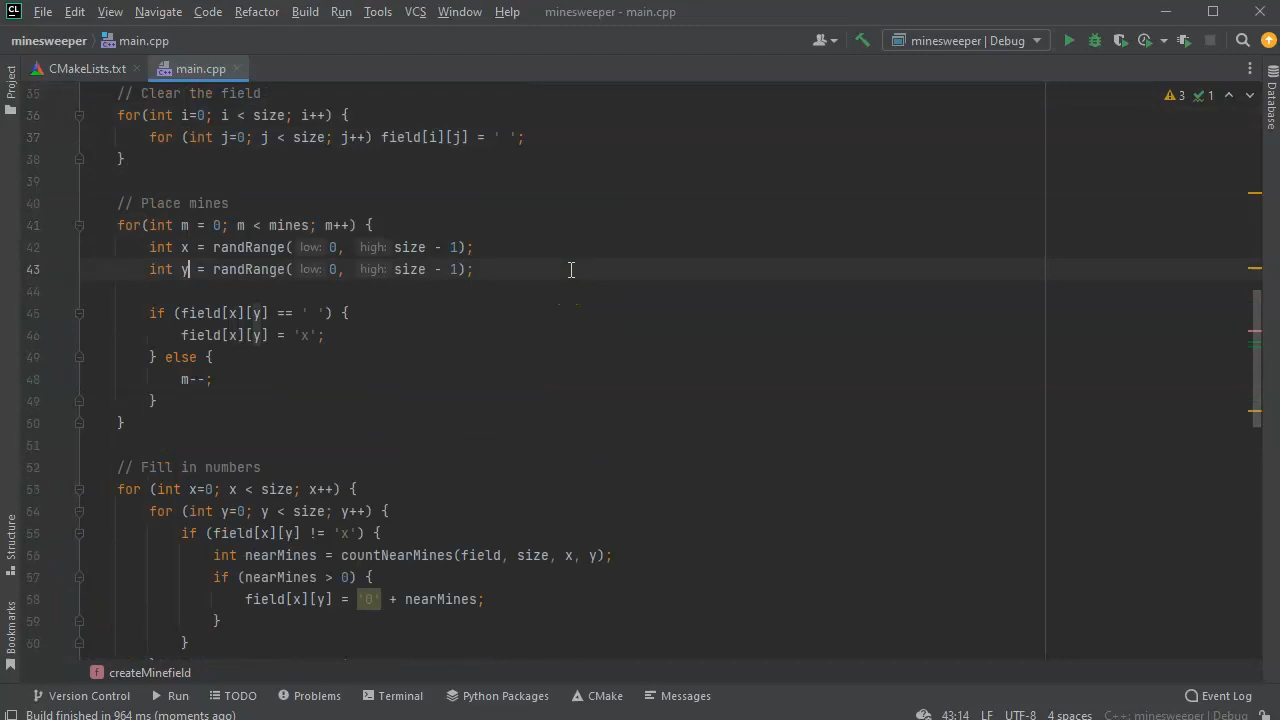 CL File Edit View Navigate Code Refactor Build Run Tools VCS Window Help minesweeper - main.cpp
minesweeper main.cpp minesweeper | Debug
CMakeLists.txt main.cpp
Project
Database
3 1
35 // Clear the field
36 for(int i=0; i < size; i++) {
37 for (int j=0; j < size; j++) field[i][j] = ' ';
38 }
39
40 // Place mines
41 for(int m = 0; m < mines; m++) {
42 int x = randRange( low: 0, high: size - 1);
43 int y = randRange( low: 0, high: size - 1);
44
45 if (field[x][y] == ' ') {
46 field[x][y] = 'x';
49 } else {
48 m--;
49 }
50 }
51
52 // Fill in numbers
53 for (int x=0; x < size; x++) {
64 for (int y=0; y < size; y++) {
55 if (field[x][y] != 'x') {
56 int nearMines = countNearMines(field, size, x, y);
57 if (nearMines > 0) {
58 field[x][y] = '0' + nearMines;
59 }
60 }
Structure
Bookmarks
f createMinefield
Version Control Run TODO Problems Terminal Python Packages CMake Messages Event Log
Build finished in 964 ms (moments ago) 43:14 LF UTF-8 4 spaces C++: minesweeper | Debug